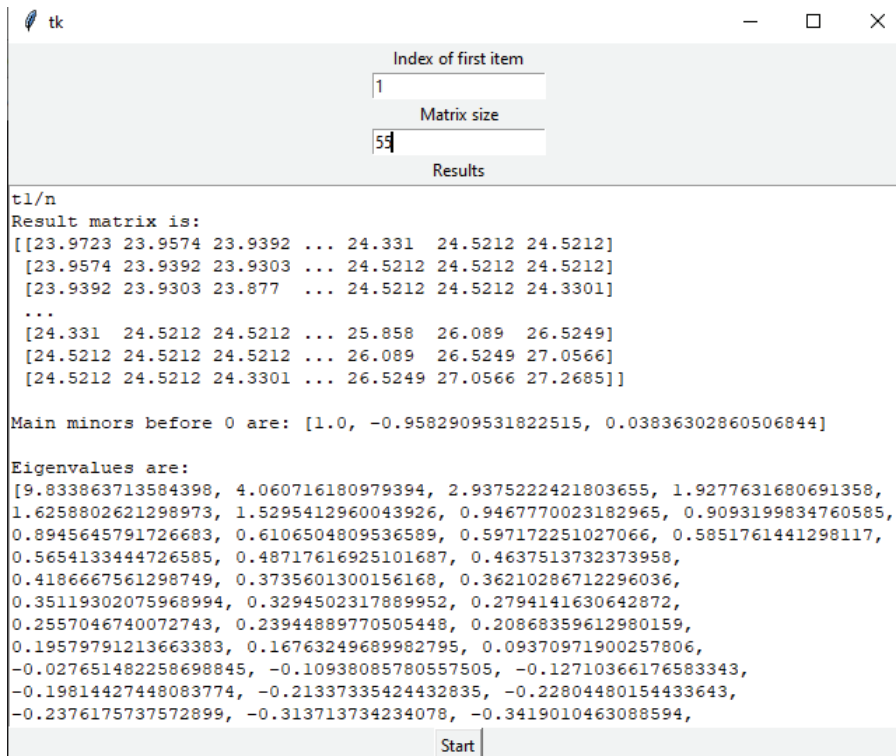 tk
Index of first item
1
Matrix size
55
Results
t1/n
Result matrix is:
[[23.9723 23.9574 23.9392 ... 24.331  24.5212 24.5212]
 [23.9574 23.9392 23.9303 ... 24.5212 24.5212 24.5212]
 [23.9392 23.9303 23.877  ... 24.5212 24.5212 24.3301]
 ...
 [24.331  24.5212 24.5212 ... 25.858  26.089  26.5249]
 [24.5212 24.5212 24.5212 ... 26.089  26.5249 27.0566]
 [24.5212 24.5212 24.3301 ... 26.5249 27.0566 27.2685]]
Main minors before 0 are: [1.0, -0.9582909531822515, 0.03836302860506844]
Eigenvalues are:
[9.833863713584398, 4.060716180979394, 2.9375222421803655, 1.9277631680691358,
1.6258802621298973, 1.5295412960043926, 0.9467770023182965, 0.9093199834760585,
0.8945645791726683, 0.6106504809536589, 0.597172251027066, 0.5851761441298117,
0.5654133444726585, 0.48717616925101687, 0.4637513732373958,
0.4186667561298749, 0.3735601300156168, 0.36210286712296036,
0.35119302075968994, 0.3294502317889952, 0.2794141630642872,
0.2557046740072743, 0.23944889770505448, 0.20868359612980159,
0.19579791213663383, 0.16763249689982795, 0.09370971900257806,
-0.027651482258698845, -0.10938085780557505, -0.12710366176583343,
-0.19814427448083774, -0.21337335424432835, -0.22804480154433643,
-0.2376175737572899, -0.313713734234078, -0.3419010463088594,
Start